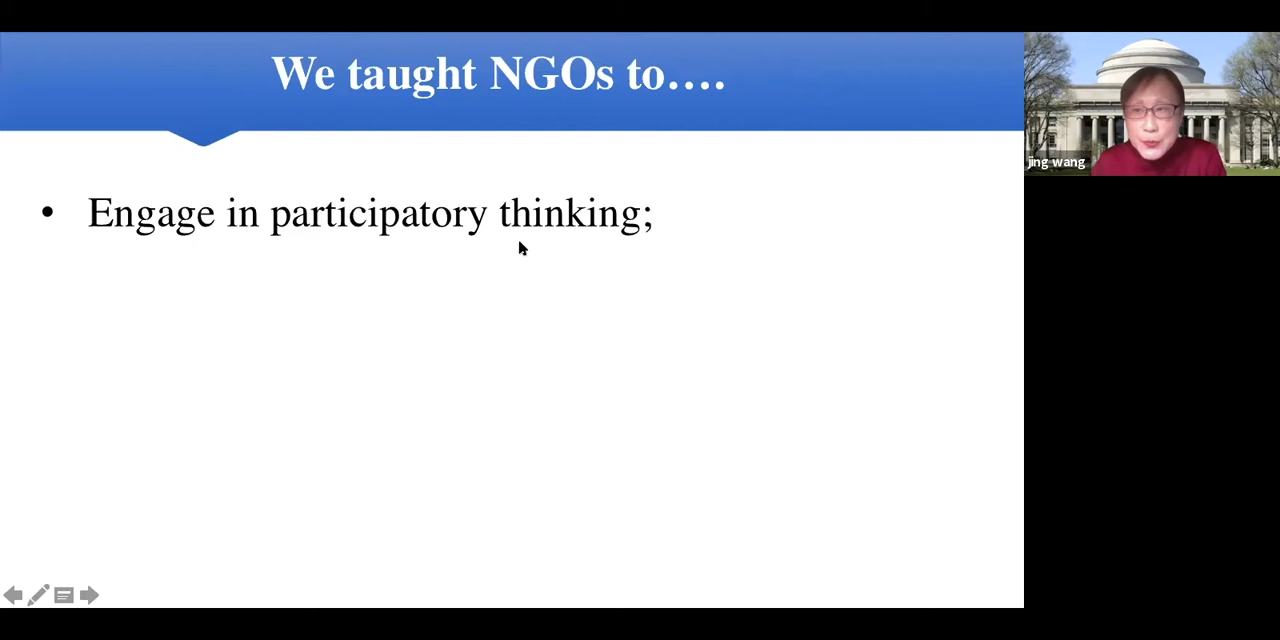 We taught NGOs to….
• Engage in participatory thinking;
jing wang